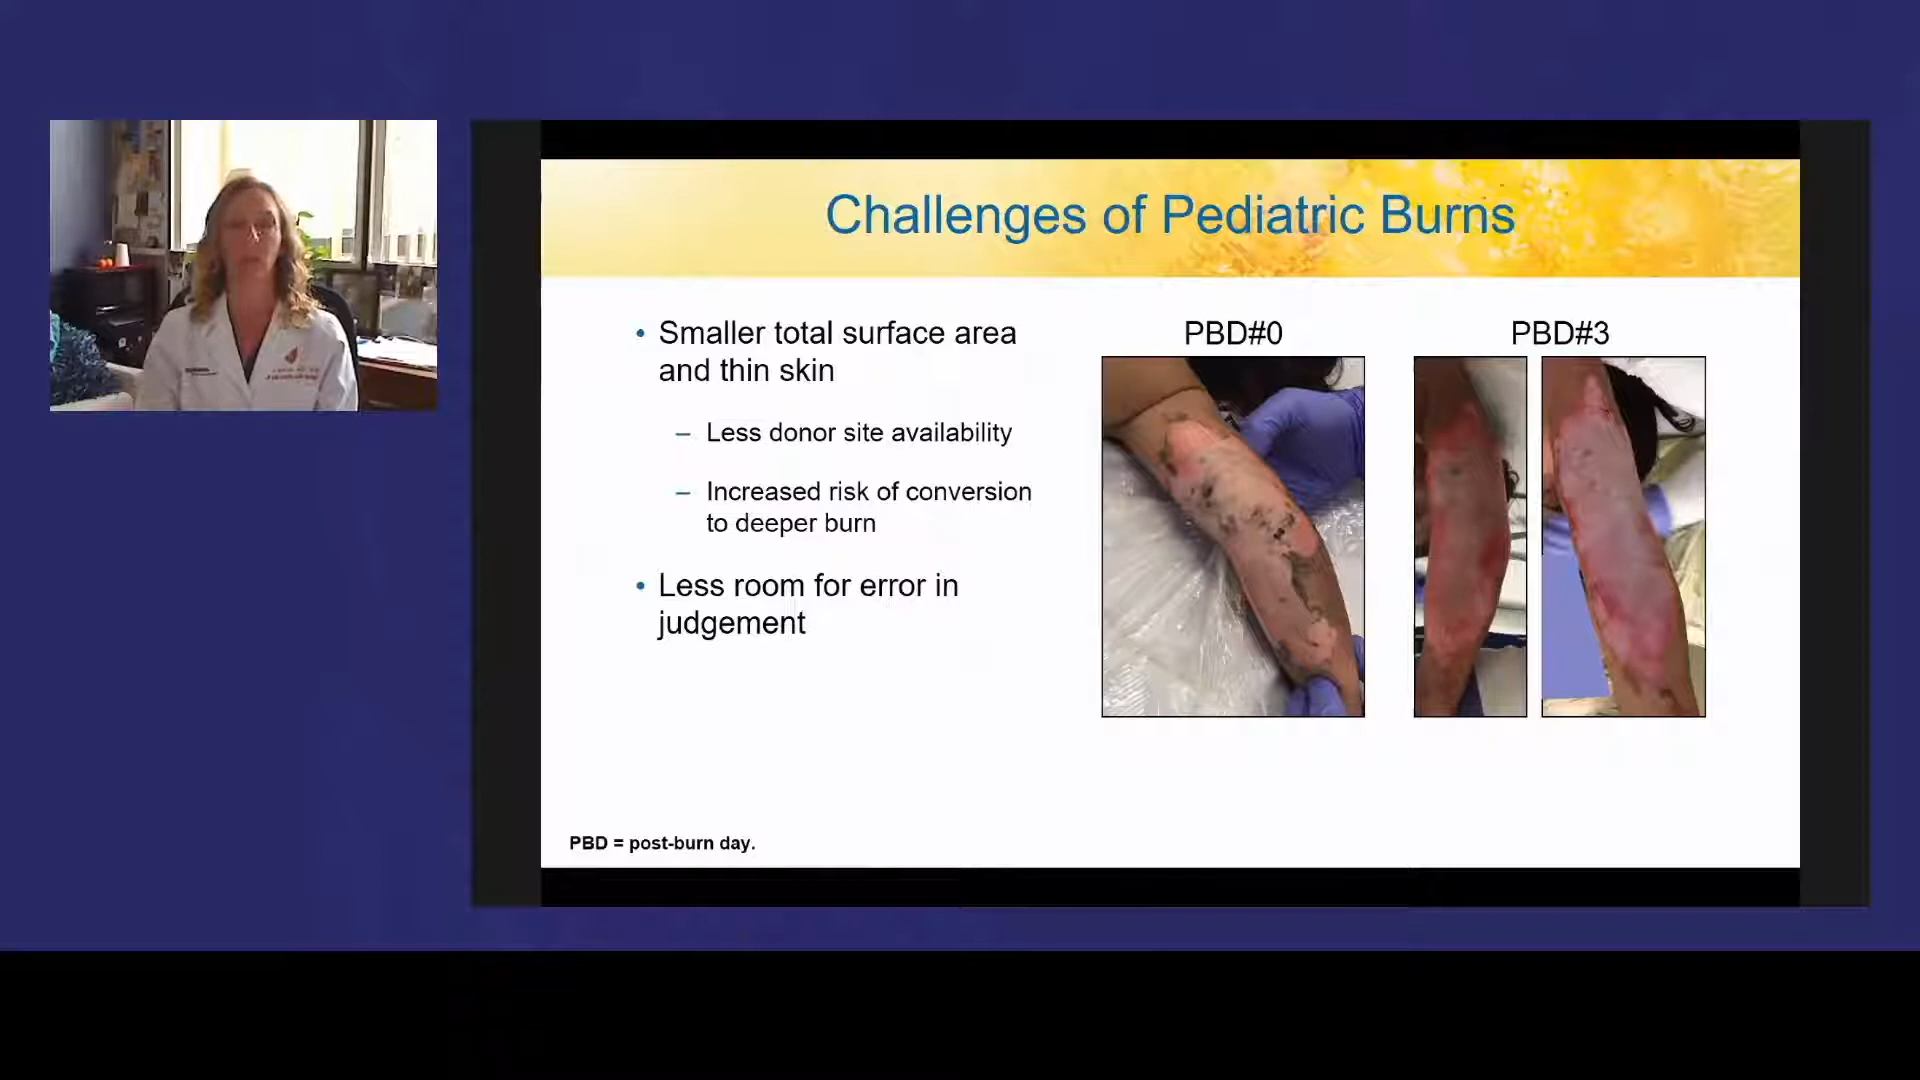 Challenges of Pediatric Burns
• Smaller total surface area
and thin skin
– Less donor site availability
– Increased risk of conversion
to deeper burn
• Less room for error in
judgement
PBD#0
PBD#3
PBD = post-burn day.